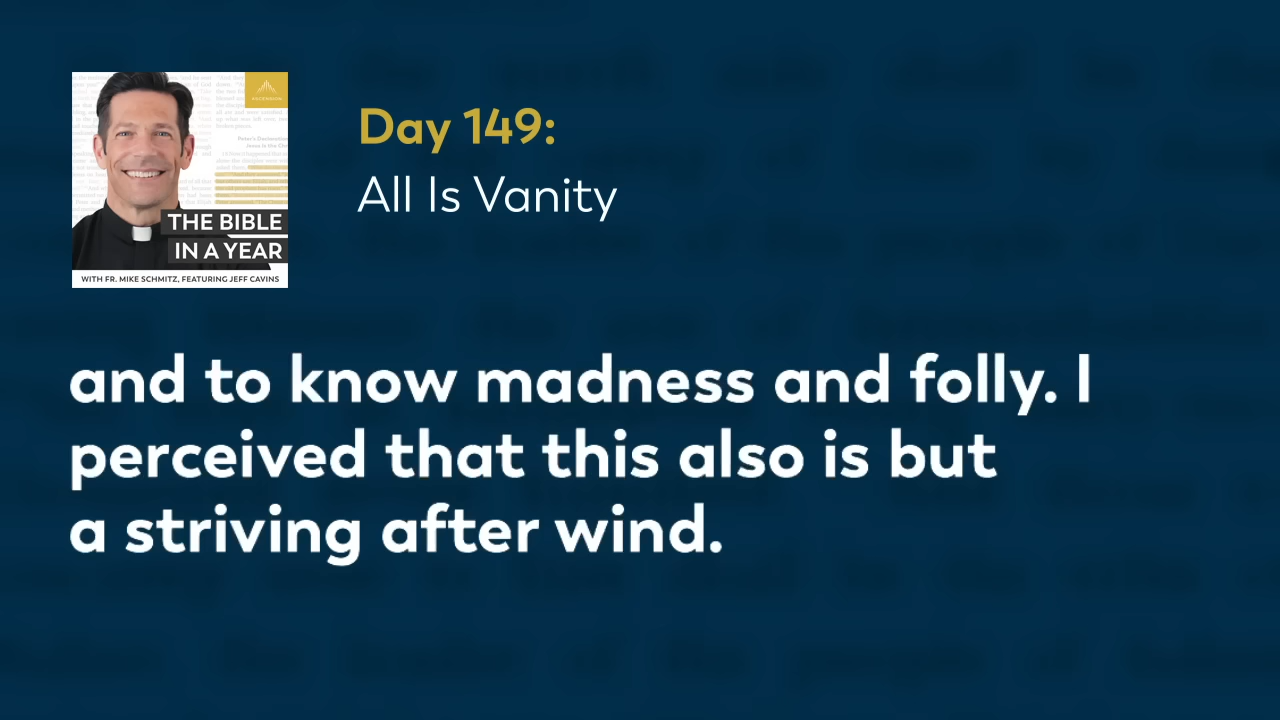 ASCENSION
THE BIBLE
IN A YEAR
WITH FR. MIKE SCHMITZ, FEATURING JEFF CAVINS
Day 149:
All Is Vanity
and to know madness and folly. I
perceived that this also is but
a striving after wind.